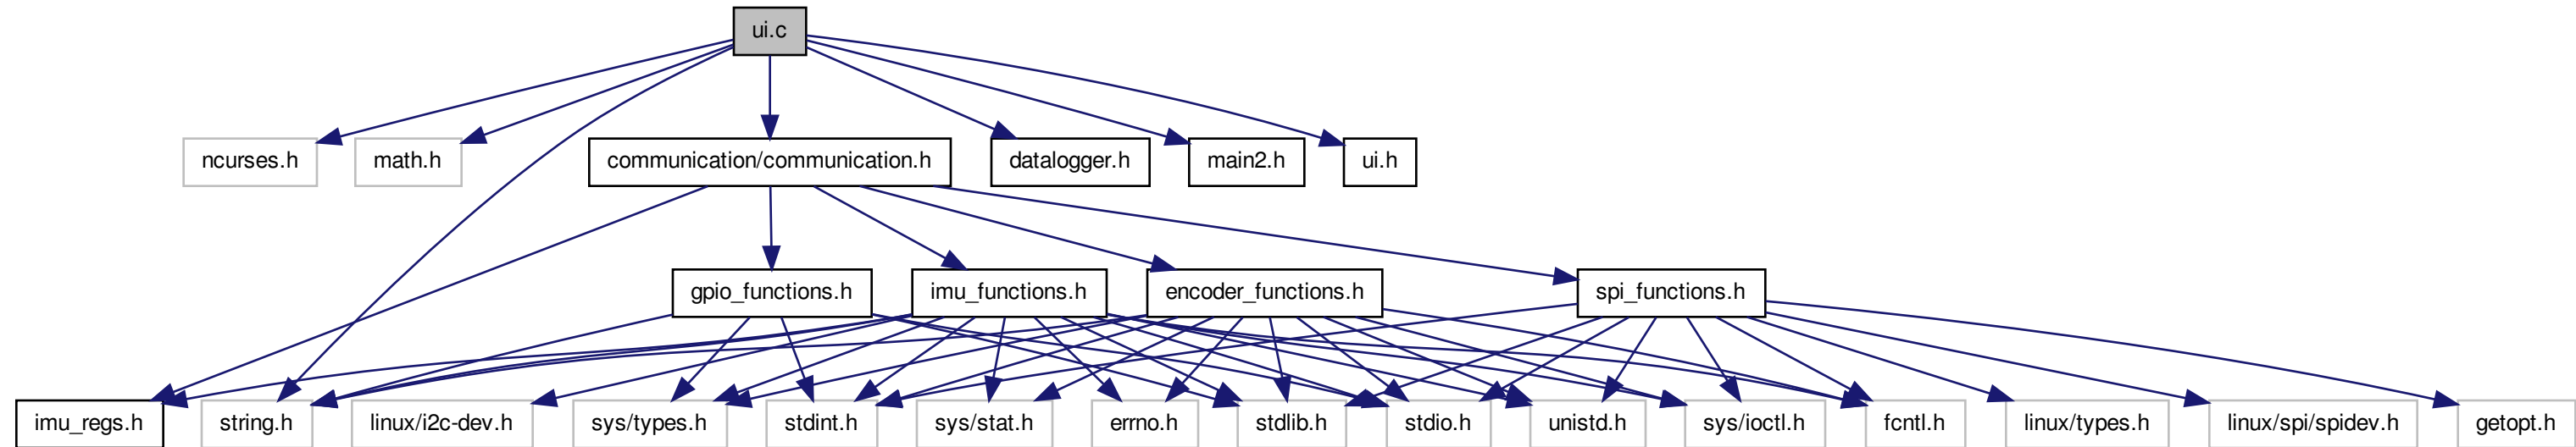 ui.c
ncurses.h
math.h
communication/communication.h
datalogger.h
main2.h
ui.h
gpio_functions.h
imu_functions.h
encoder_functions.h
spi_functions.h
imu_regs.h
string.h
linux/i2c-dev.h
sys/types.h
stdint.h
sys/stat.h
errno.h
stdlib.h
stdio.h
unistd.h
sys/ioctl.h
fcntl.h
linux/types.h
linux/spi/spidev.h
getopt.h